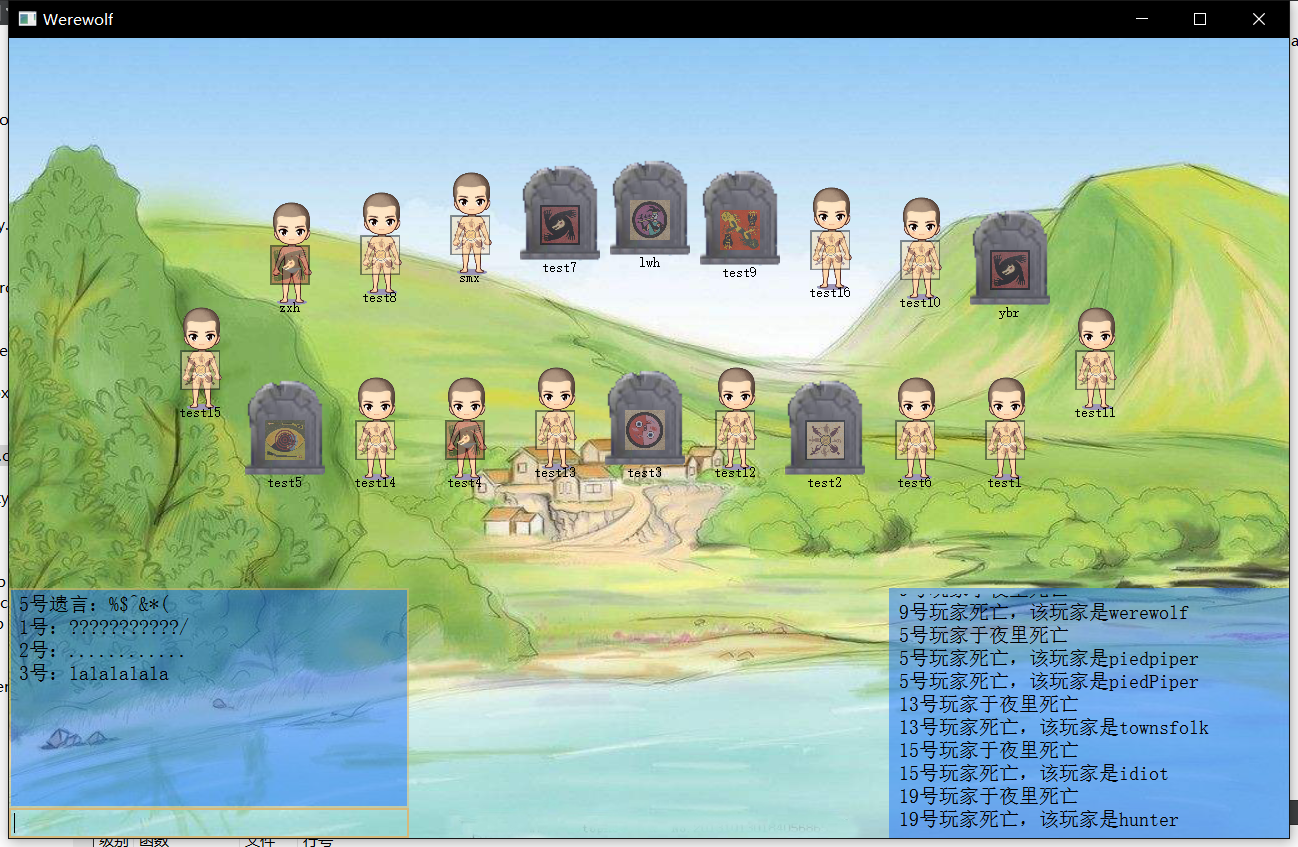 Werewolf
test7
lwh
test9
test8
smx
test16
test10
zxh
ybr
test15
test11
test5
test14
test4
test13
test3
test12
test2
test6
test1
5号遗言：%$^&*(
1号：???????????/
2号：............
3号：lalalalala
9号玩家死亡，该玩家是werewolf
5号玩家于夜里死亡
5号玩家死亡，该玩家是piedpiper
5号玩家死亡，该玩家是piedPiper
13号玩家于夜里死亡
13号玩家死亡，该玩家是townsfolk
15号玩家于夜里死亡
15号玩家死亡，该玩家是idiot
19号玩家于夜里死亡
19号玩家死亡，该玩家是hunter
级别 函数 文件 行号